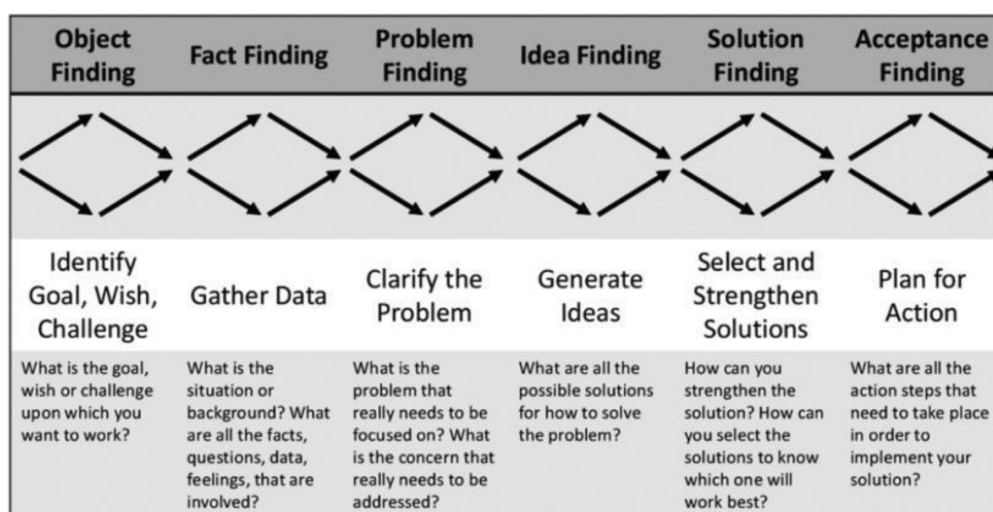 Object
Finding
Fact Finding
Problem
Finding
Idea Finding
Solution
Finding
Acceptance
Finding
Identify
Goal, Wish,
Challenge
Gather Data
Clarify the
Problem
Generate
Ideas
Select and
Strengthen
Solutions
Plan for
Action
What is the goal,
wish or challenge
upon which you
want to work?
What is the
situation or
background? What
are all the facts,
questions, data,
feelings, that are
involved?
What is the
problem that
really needs to be
focused on? What
is the concern that
really needs to be
addressed?
What are all the
possible solutions
for how to solve
the problem?
How can you
strengthen the
solution? How can
you select the
solutions to know
which one will
work best?
What are all the
action steps that
need to take place
in order to
implement your
solution?